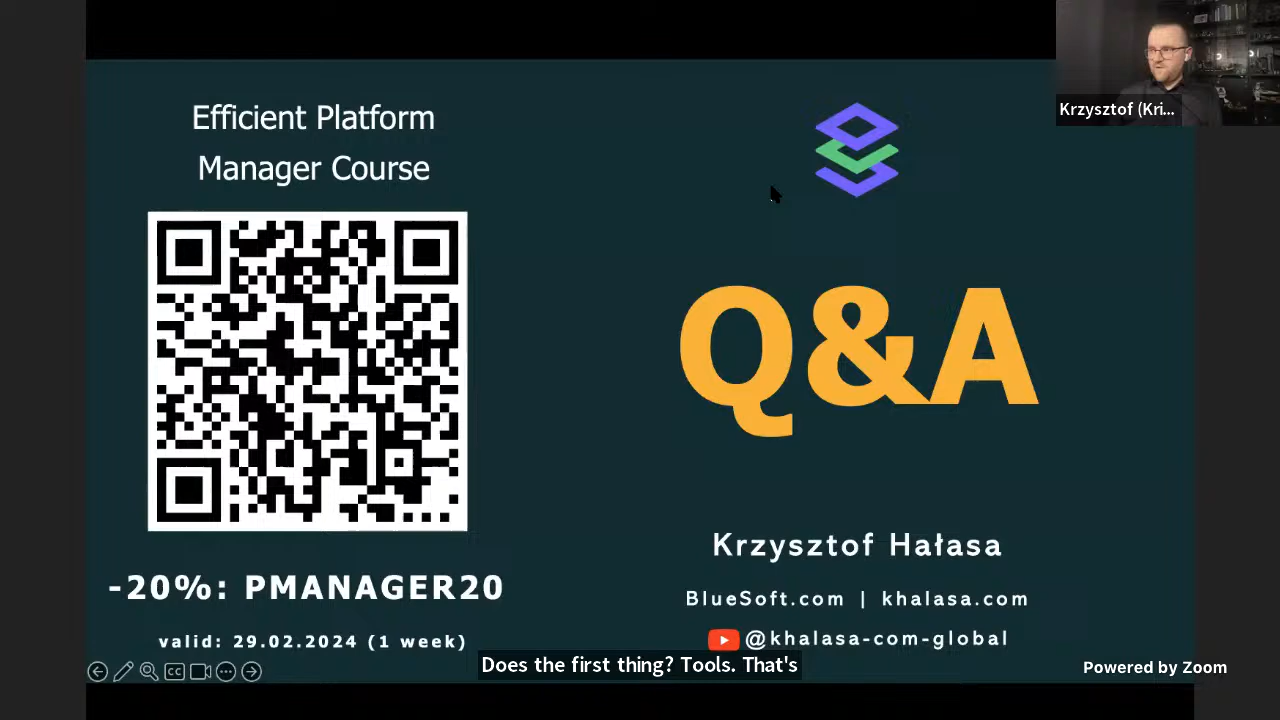 Efficient Platform
Manager Course
-20%: PMANAGER20
valid: 29.02.2024 (1 week)
Krzysztof (Kri...
Q&A
Krzysztof Hałasa
BlueSoft.com | khalasa.com
@khalasa-com-global
CC
Does the first thing? Tools. That's
Powered by Zoom